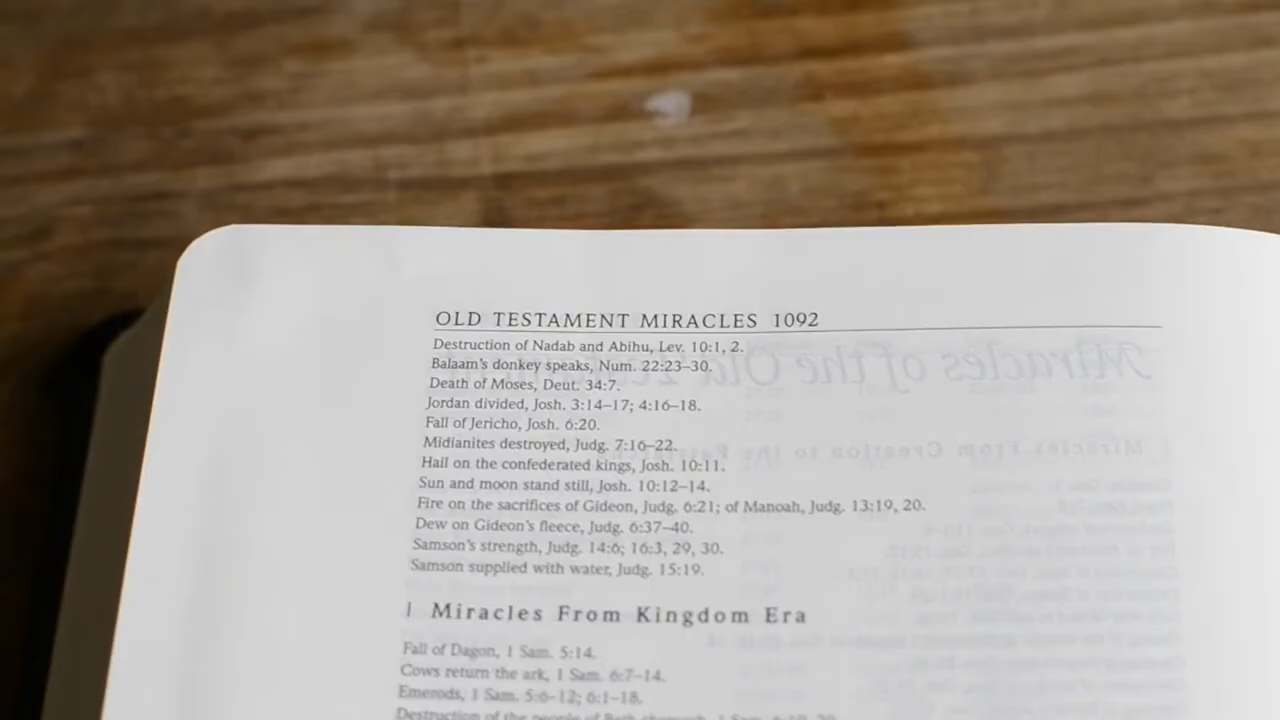 OLD TESTAMENT MIRACLES 1092
Destruction of Nadab and Abihu, Lev. 10:1, 2.
Balaam's donkey speaks, Num. 22:23–30.
Death of Moses, Deut. 34:7.
Jordan divided, Josh. 3:14–17; 4:16–18.
Fall of Jericho, Josh. 6:20.
Midianites destroyed, Judg. 7:16–22.
Hail on the confederated kings, Josh. 10:11.
Sun and moon stand still, Josh. 10:12–14.
Fire on the sacrifices of Gideon, Judg. 6:21; of Manoah, Judg. 13:19, 20.
Dew on Gideon's fleece, Judg. 6:37–40.
Samson's strength, Judg. 14:6; 16:3, 29, 30.
Samson supplied with water, Judg. 15:19.
| Miracles From Kingdom Era
Fall of Dagon, 1 Sam. 5:14.
Cows return the ark, 1 Sam. 6:7–14.
Emerods, 1 Sam. 5:6–12; 6:1–18.
Destruction of the people of